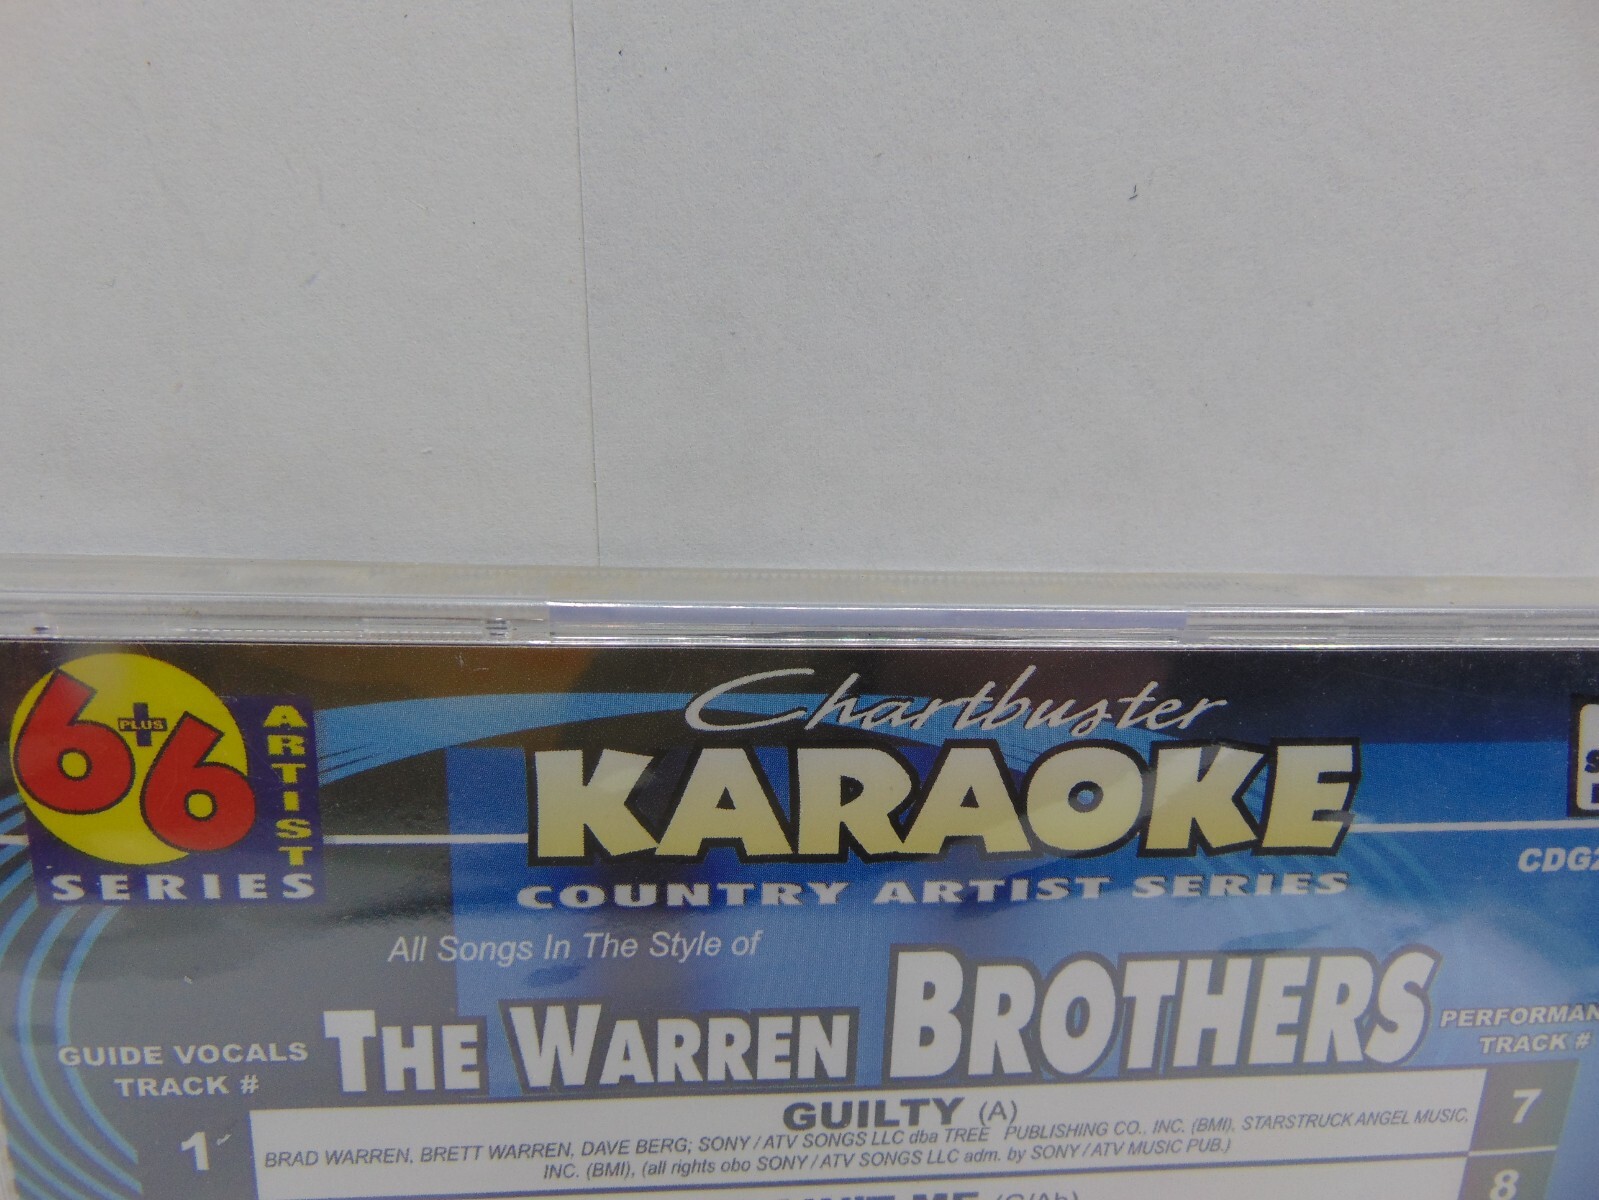 6 PLUS 6
ARTIST
SERIES
Chartbuster
KARAOKE
COUNTRY ARTIST SERIES
CDG2
All Songs In The Style of
THE WARREN BROTHERS
GUIDE VOCALS
TRACK #
PERFORMAN
TRACK #
GUILTY (A)
1
7
BRAD WARREN, BRETT WARREN, DAVE BERG; SONY / ATV SONGS LLC dba TREE PUBLISHING CO., INC. (BMI), STARSTRUCK ANGEL MUSIC,
INC. (BMI), (all rights obo SONY / ATV SONGS LLC adm. by SONY / ATV MUSIC PUB.)
ME
8